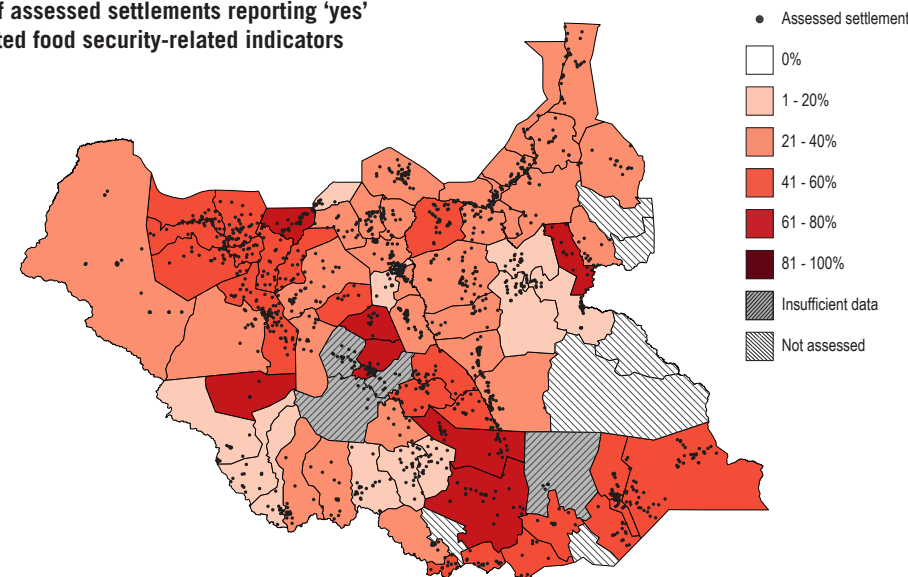 of assessed settlements reporting ‘yes’
ted food security-related indicators
Assessed settlement
0%
1 - 20%
21 - 40%
41 - 60%
61 - 80%
81 - 100%
Insufficient data
Not assessed